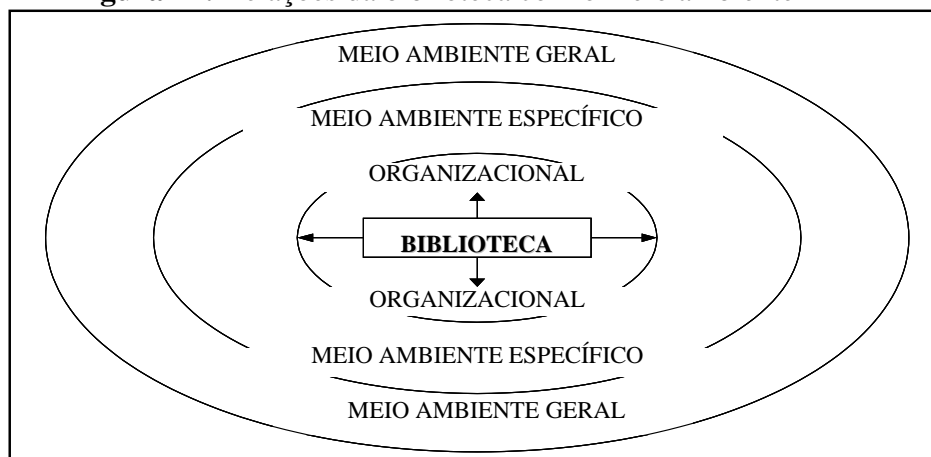 MEIO AMBIENTE GERAL
MEIO AMBIENTE ESPECÍFICO
ORGANIZACIONAL
BIBLIOTECA
ORGANIZACIONAL
MEIO AMBIENTE ESPECÍFICO
MEIO AMBIENTE GERAL